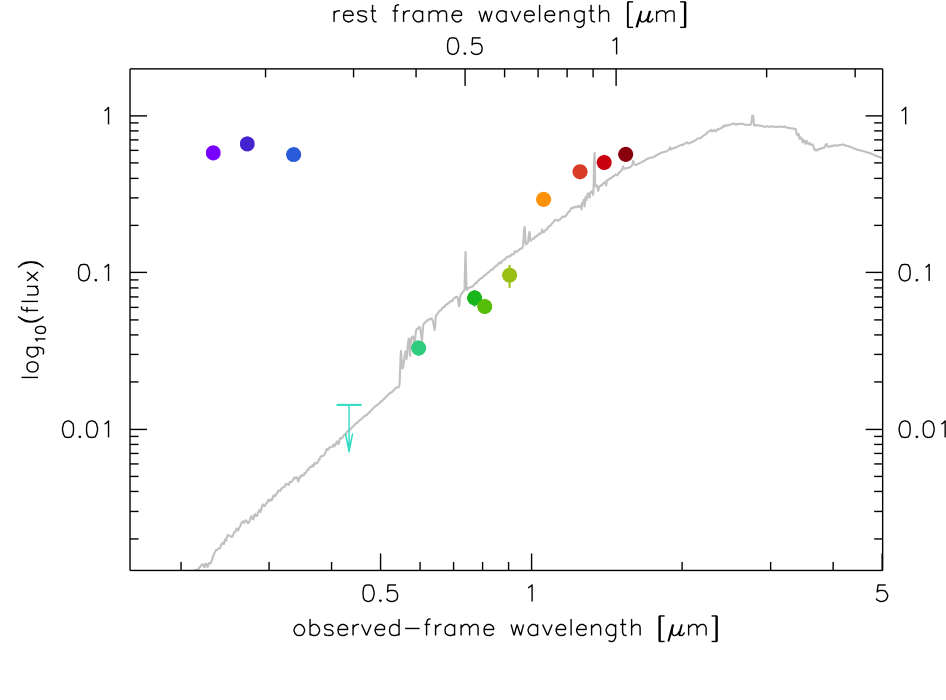 rest frame wavelength [μm]
0.5 1
1 1
0.1 0.1
0.01 0.01
log10(flux)
0.5 1 5
observed-frame wavelength [μm]